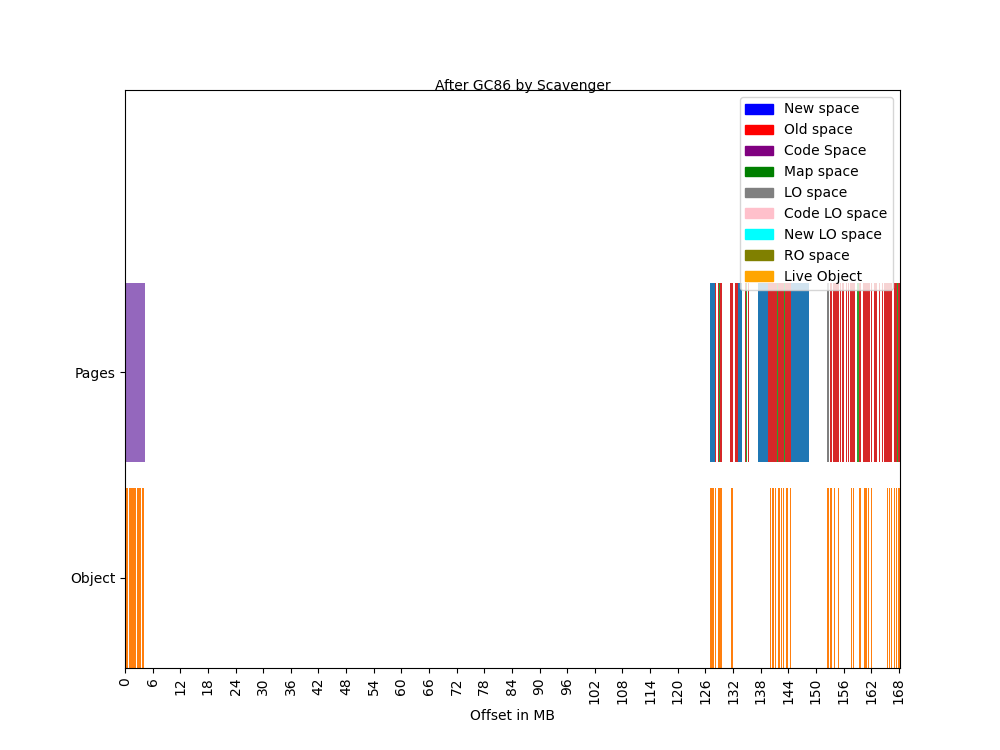 After GC86 by Scavenger
New space
Old space
Code Space
Map space
LO space
Code LO space
New LO space
RO space
Live Object
Pages
Object
0 6 12 18 24 30 36 42 48 54 60 66 72 78 84 90 96 102 108 114 120 126 132 138 144 150 156 162 168
Offset in MB